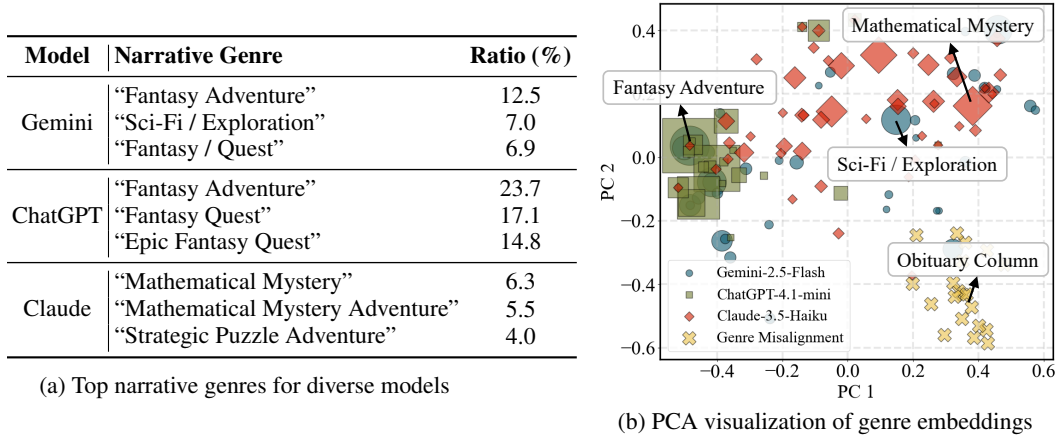 Model Narrative Genre Ratio (%)
Gemini
“Fantasy Adventure” 12.5
“Sci-Fi / Exploration” 7.0
“Fantasy / Quest” 6.9
ChatGPT
“Fantasy Adventure” 23.7
“Fantasy Quest” 17.1
“Epic Fantasy Quest” 14.8
Claude
“Mathematical Mystery” 6.3
“Mathematical Mystery Adventure” 5.5
“Strategic Puzzle Adventure” 4.0
(a) Top narrative genres for diverse models
0.4
0.2
0.0
−0.2
−0.4
−0.6
PC 2
Mathematical Mystery
Fantasy Adventure
Sci-Fi / Exploration
Obituary Column
Gemini-2.5-Flash
ChatGPT-4.1-mini
Claude-3.5-Haiku
Genre Misalignment
−0.4 −0.2 0.0 0.2 0.4 0.6
PC 1
(b) PCA visualization of genre embeddings